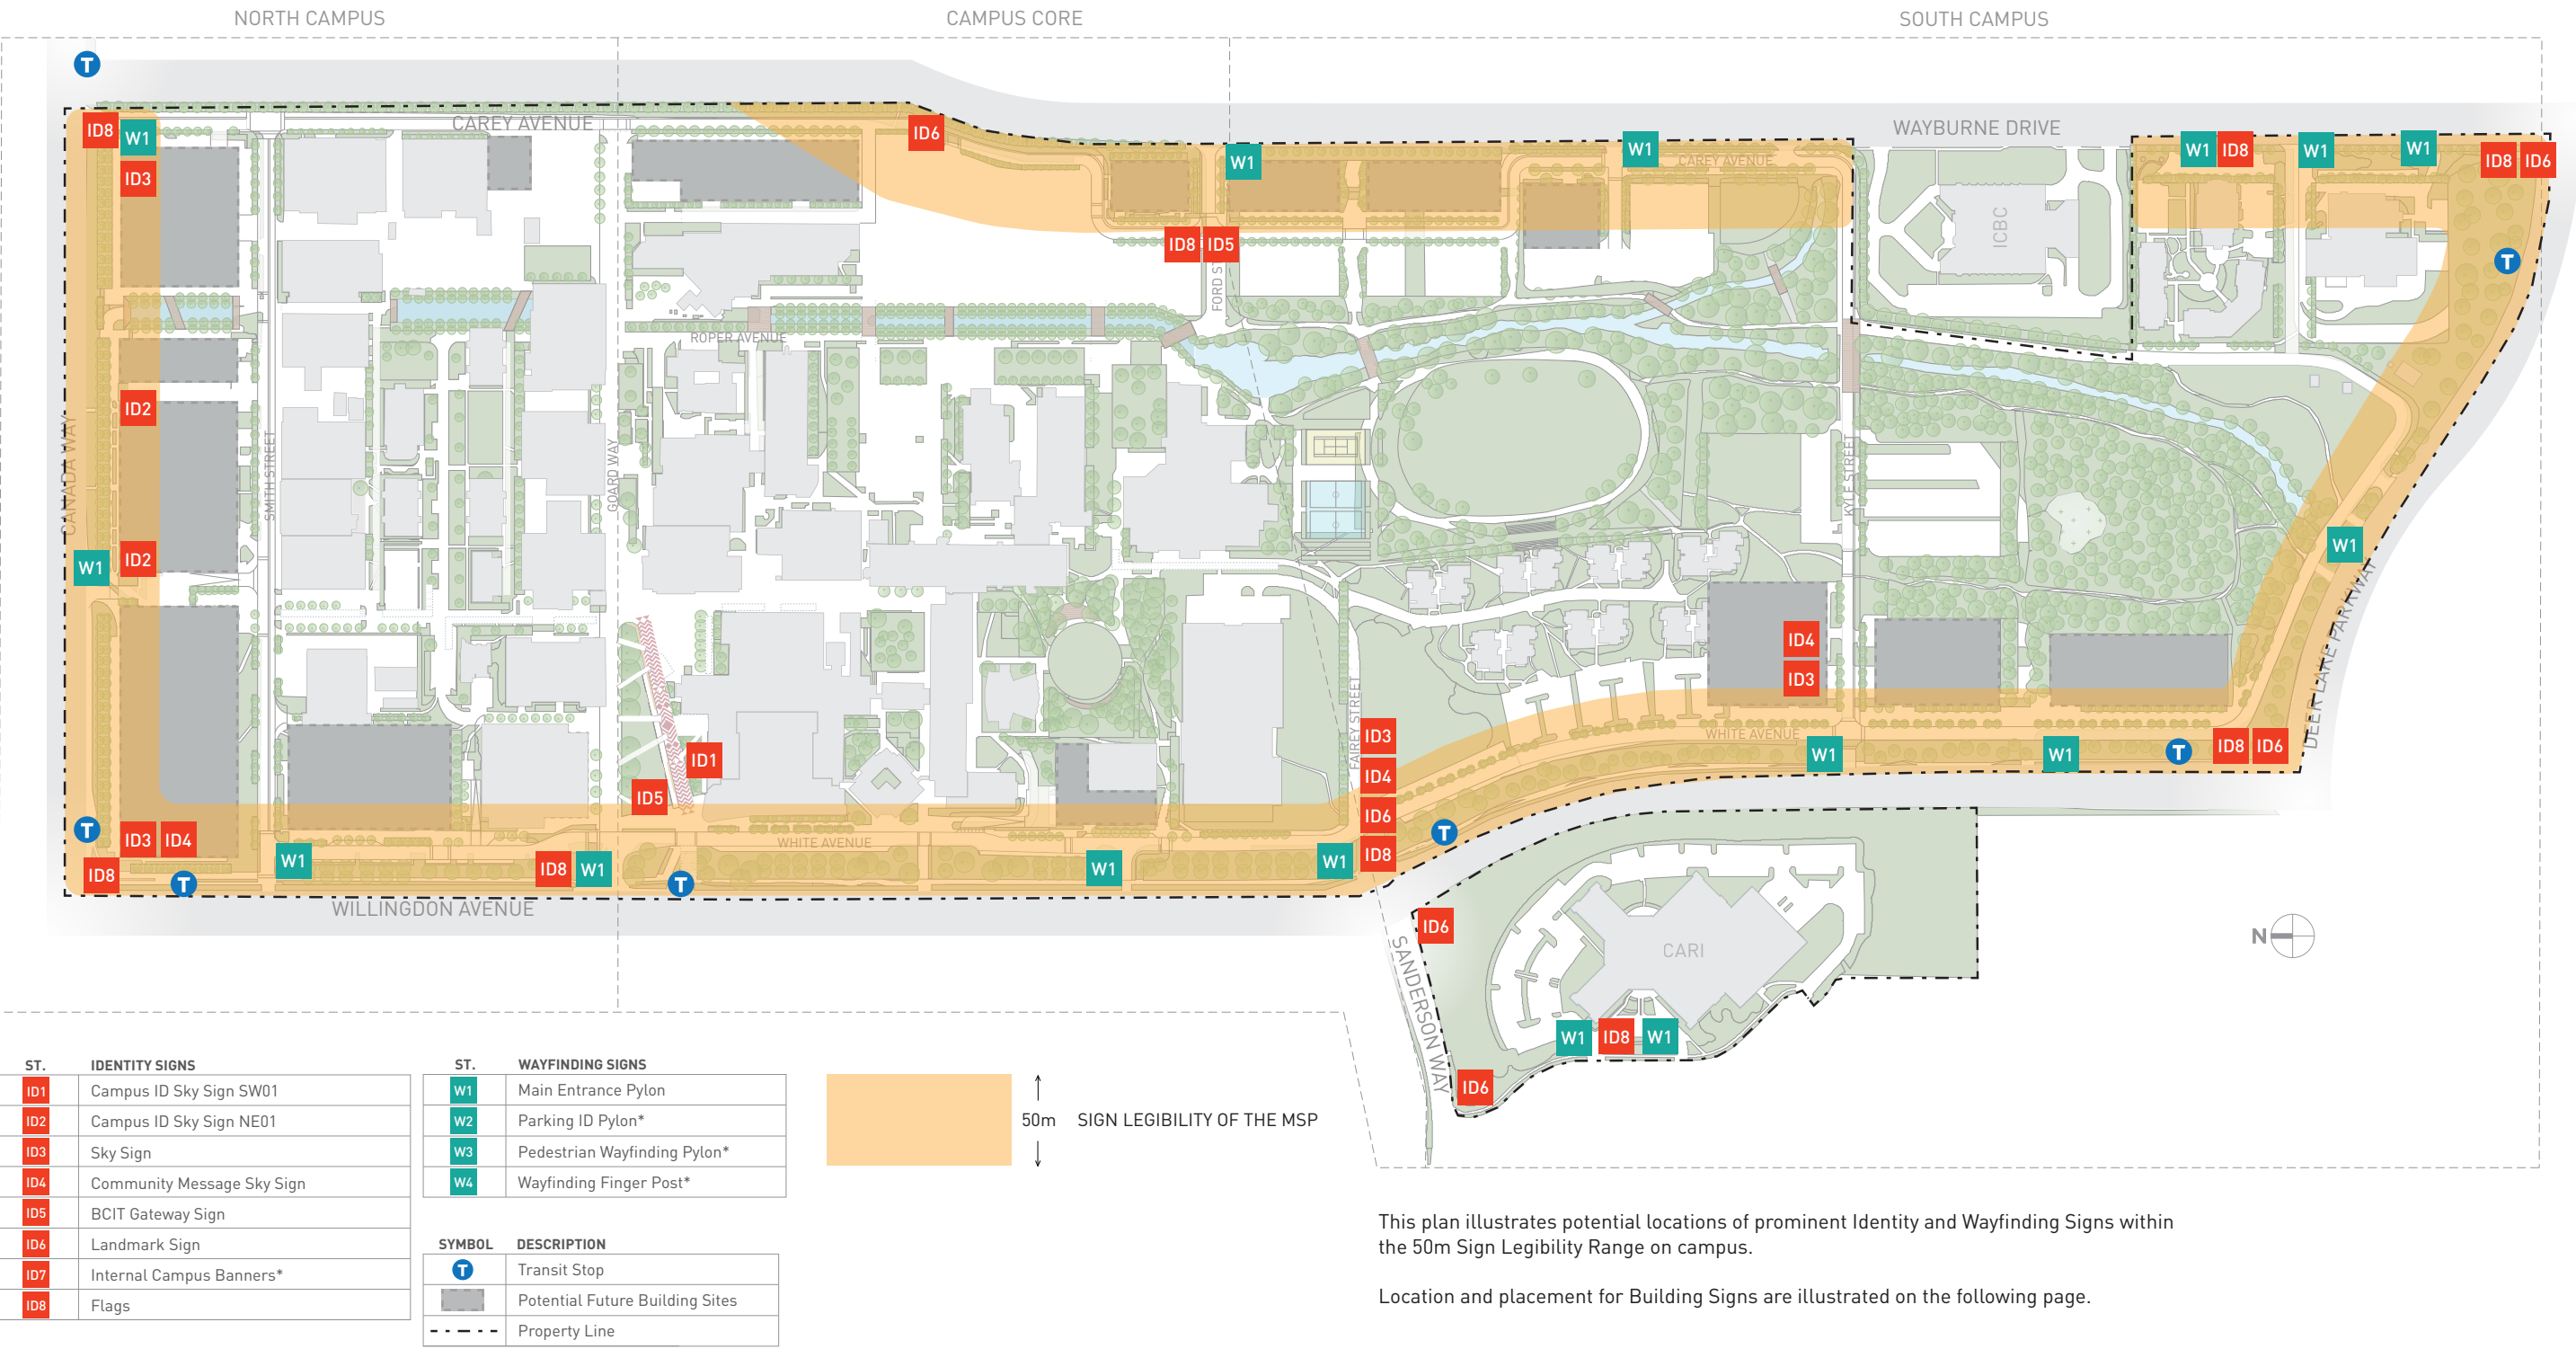 NORTH CAMPUS
CAMPUS CORE
SOUTH CAMPUS
T
CAREY AVENUE
WAYBURNE DRIVE
ID8
W1
ID3
ID6
W1
W1
CAREY AVENUE
W1
ID8
W1
W1
ID8
ID6
ICBC
ID8
ID5
FORD ST
T
ROPER AVENUE
ID2
CANADA WAY
SMITH STREET
GOARD WAY
KYLE STREET
ID2
W1
W1
DEER LAKE PARKWAY
ID4
ID3
FAIREY STREET
ID3
WHITE AVENUE
ID1
ID4
W1
W1
T
ID8
ID6
ID5
ID6
T
T
ID3
ID4
WHITE AVENUE
ID8
T
W1
ID8
W1
T
W1
W1
ID8
WILLINGDON AVENUE
ID6
SANDERSON WAY
CARI
N
W1
ID8
W1
ID6
ST. IDENTITY SIGNS
ID1 Campus ID Sky Sign SW01
ID2 Campus ID Sky Sign NE01
ID3 Sky Sign
ID4 Community Message Sky Sign
ID5 BCIT Gateway Sign
ID6 Landmark Sign
ID7 Internal Campus Banners*
ID8 Flags
ST. WAYFINDING SIGNS
W1 Main Entrance Pylon
W2 Parking ID Pylon*
W3 Pedestrian Wayfinding Pylon*
W4 Wayfinding Finger Post*
SYMBOL DESCRIPTION
T Transit Stop
Potential Future Building Sites
Property Line
50m SIGN LEGIBILITY OF THE MSP
This plan illustrates potential locations of prominent Identity and Wayfinding Signs within
the 50m Sign Legibility Range on campus.
Location and placement for Building Signs are illustrated on the following page.